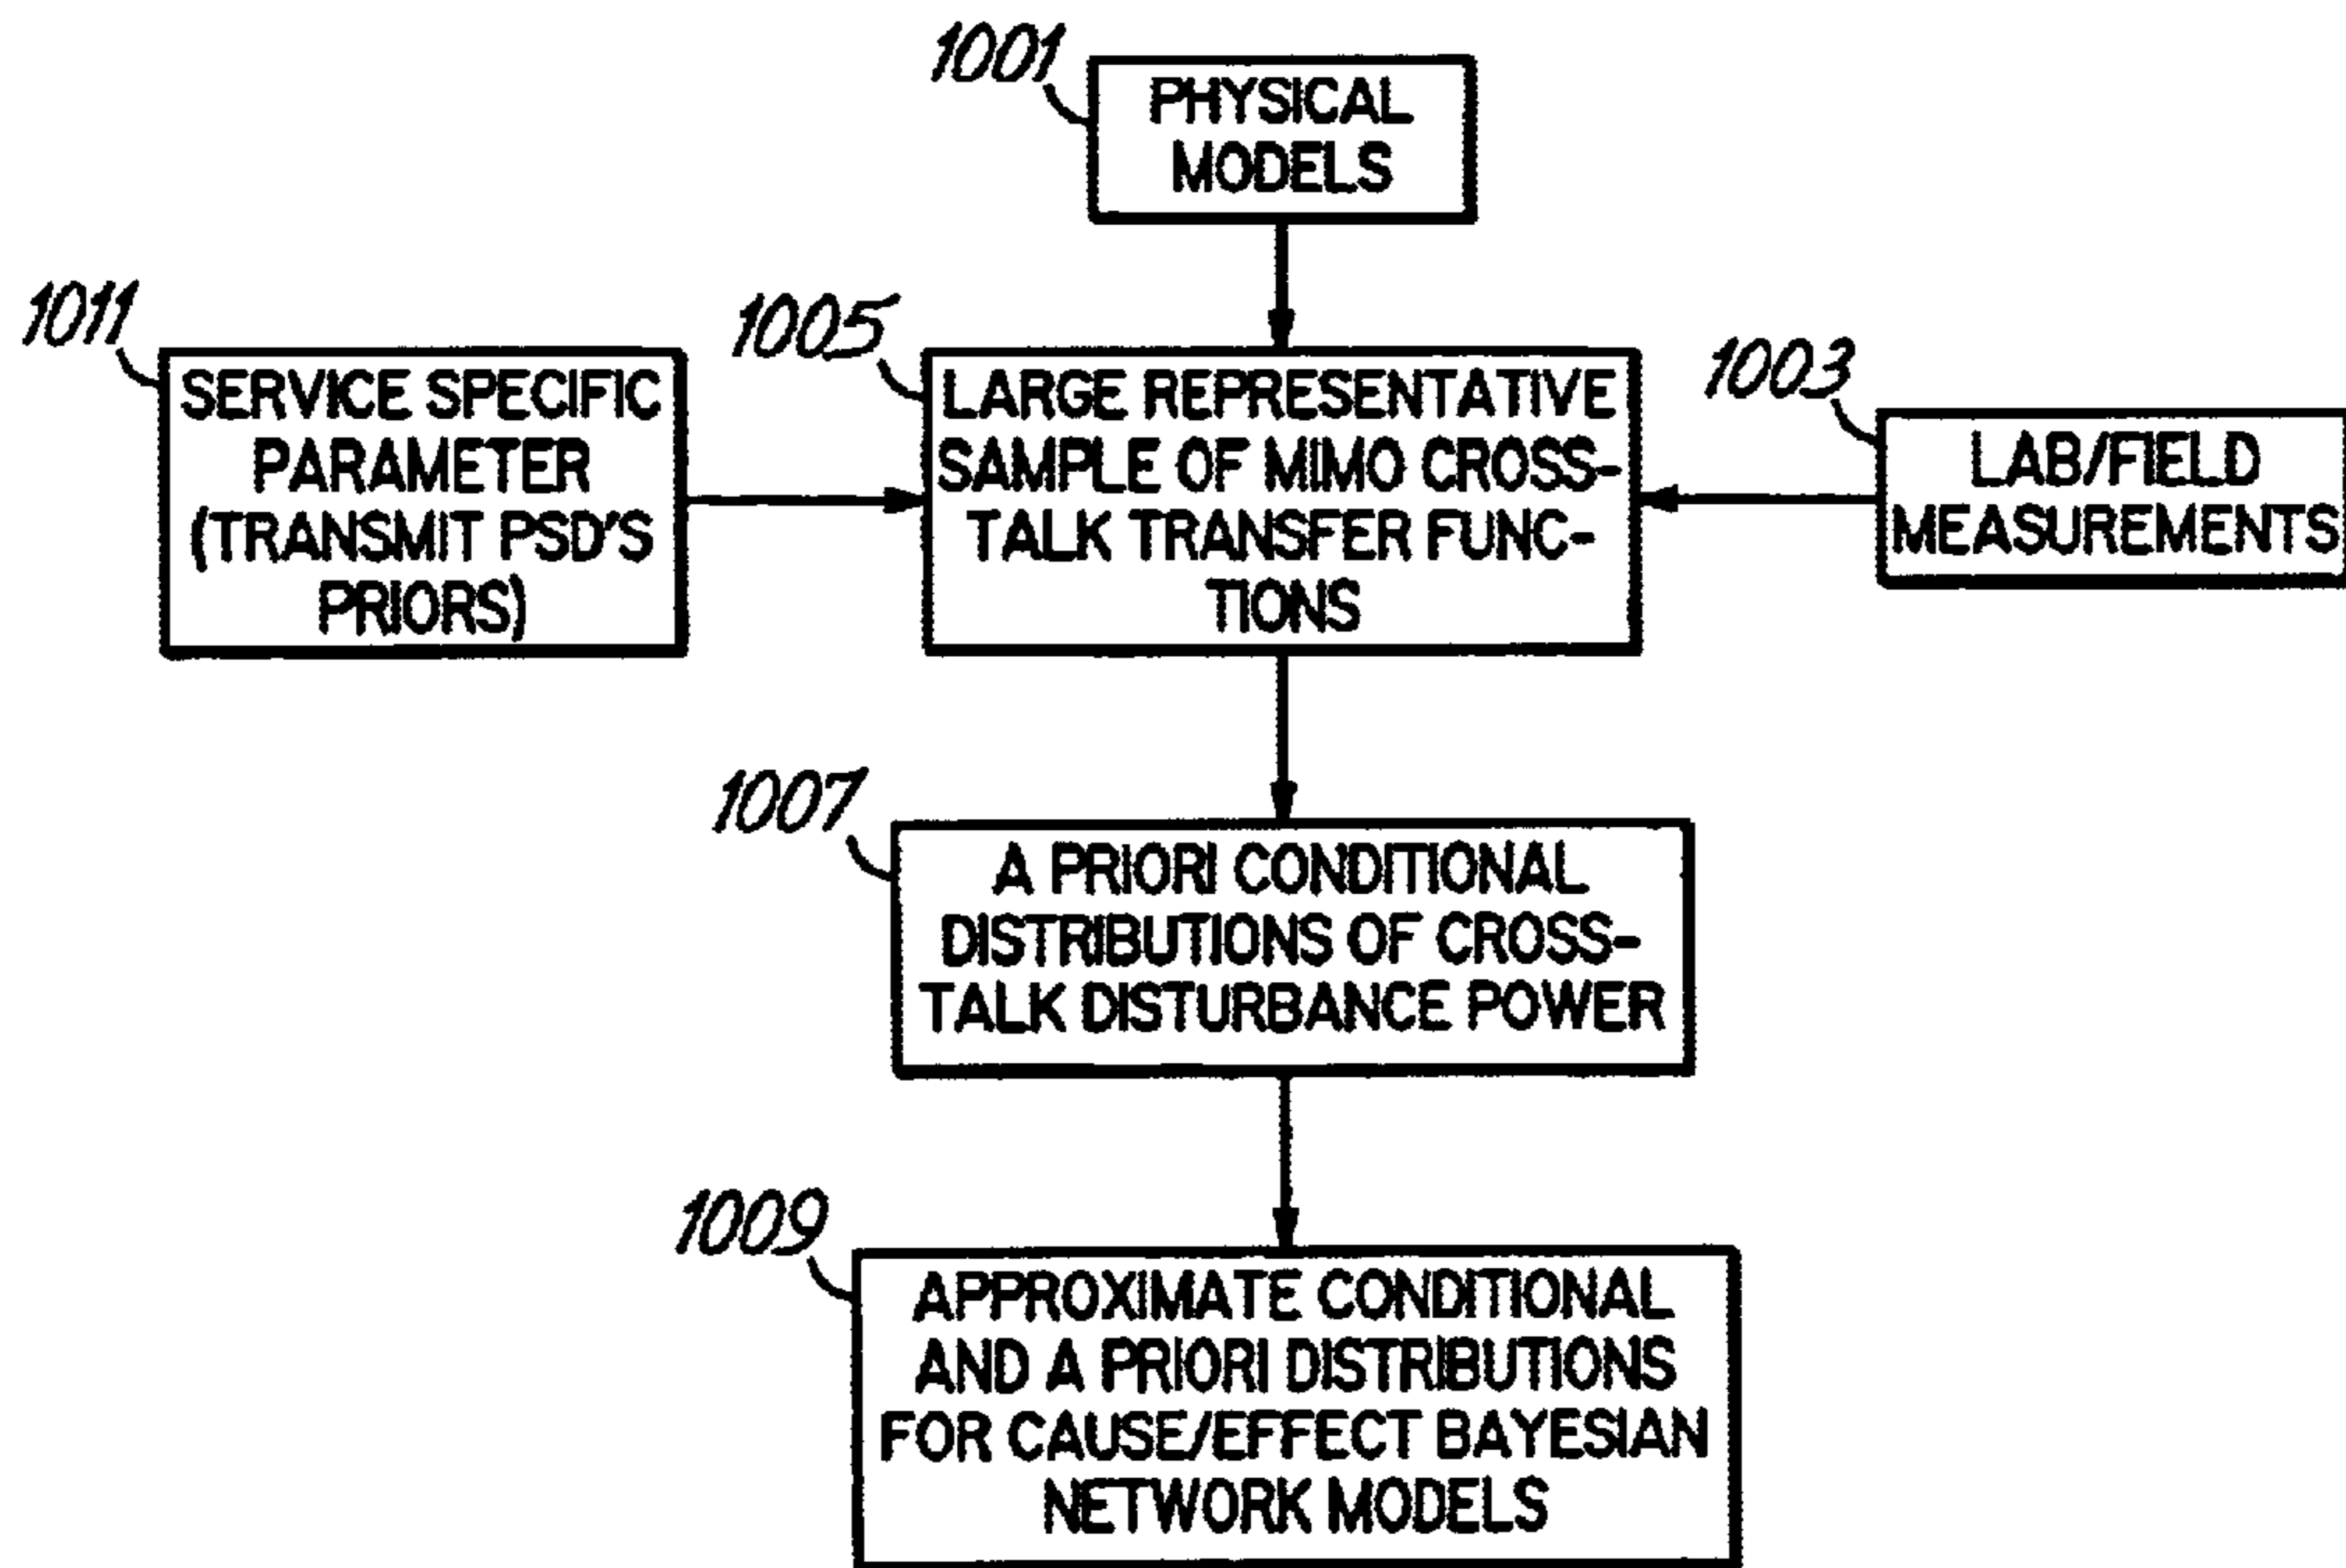 1001
PHYSICAL
MODELS
1011
SERVICE SPECIFIC
PARAMETER
(TRANSMIT PSD'S
PRIORS)
1005
LARGE REPRESENTATIVE
SAMPLE OF MIMO CROSS-
TALK TRANSFER FUNC-
TIONS
1003
LAB/FIELD
MEASUREMENTS
1007
A PRIORI CONDITIONAL
DISTRIBUTIONS OF CROSS-
TALK DISTURBANCE POWER
1009
APPROXIMATE CONDITIONAL
AND A PRIORI DISTRIBUTIONS
FOR CAUSE/EFFECT BAYESIAN
NETWORK MODELS